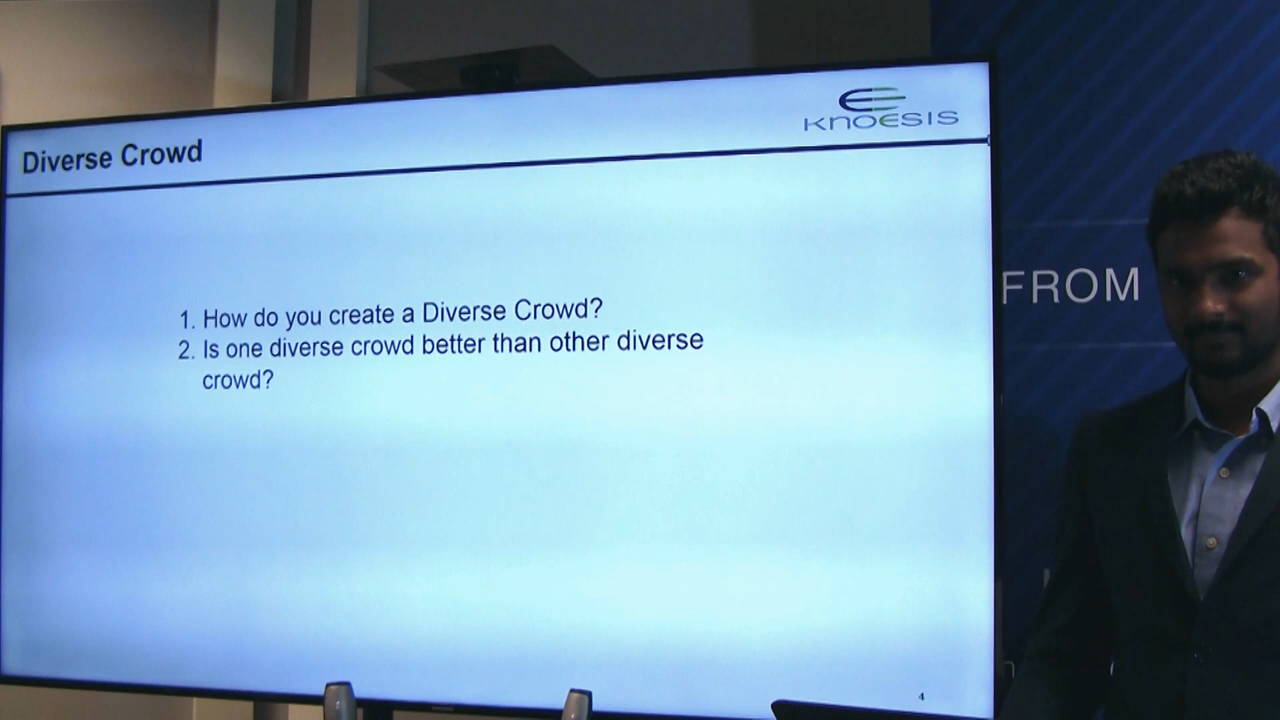 Diverse Crowd
KNOESIS
1. How do you create a Diverse Crowd?
2. Is one diverse crowd better than other diverse
crowd?
FROM
4